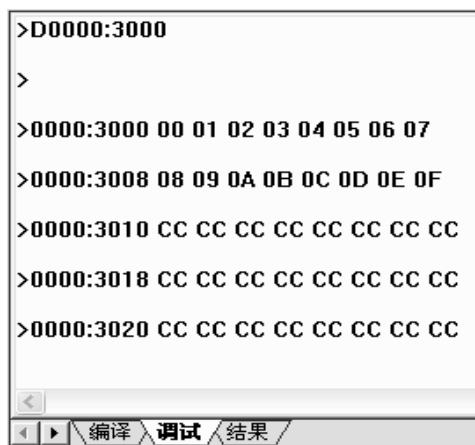 >D0000:3000
>
>0000:3000 00 01 02 03 04 05 06 07
>0000:3008 08 09 0A 0B 0C 0D 0E 0F
>0000:3010 CC CC CC CC CC CC CC CC
>0000:3018 CC CC CC CC CC CC CC CC
>0000:3020 CC CC CC CC CC CC CC CC
编译 调试 结果